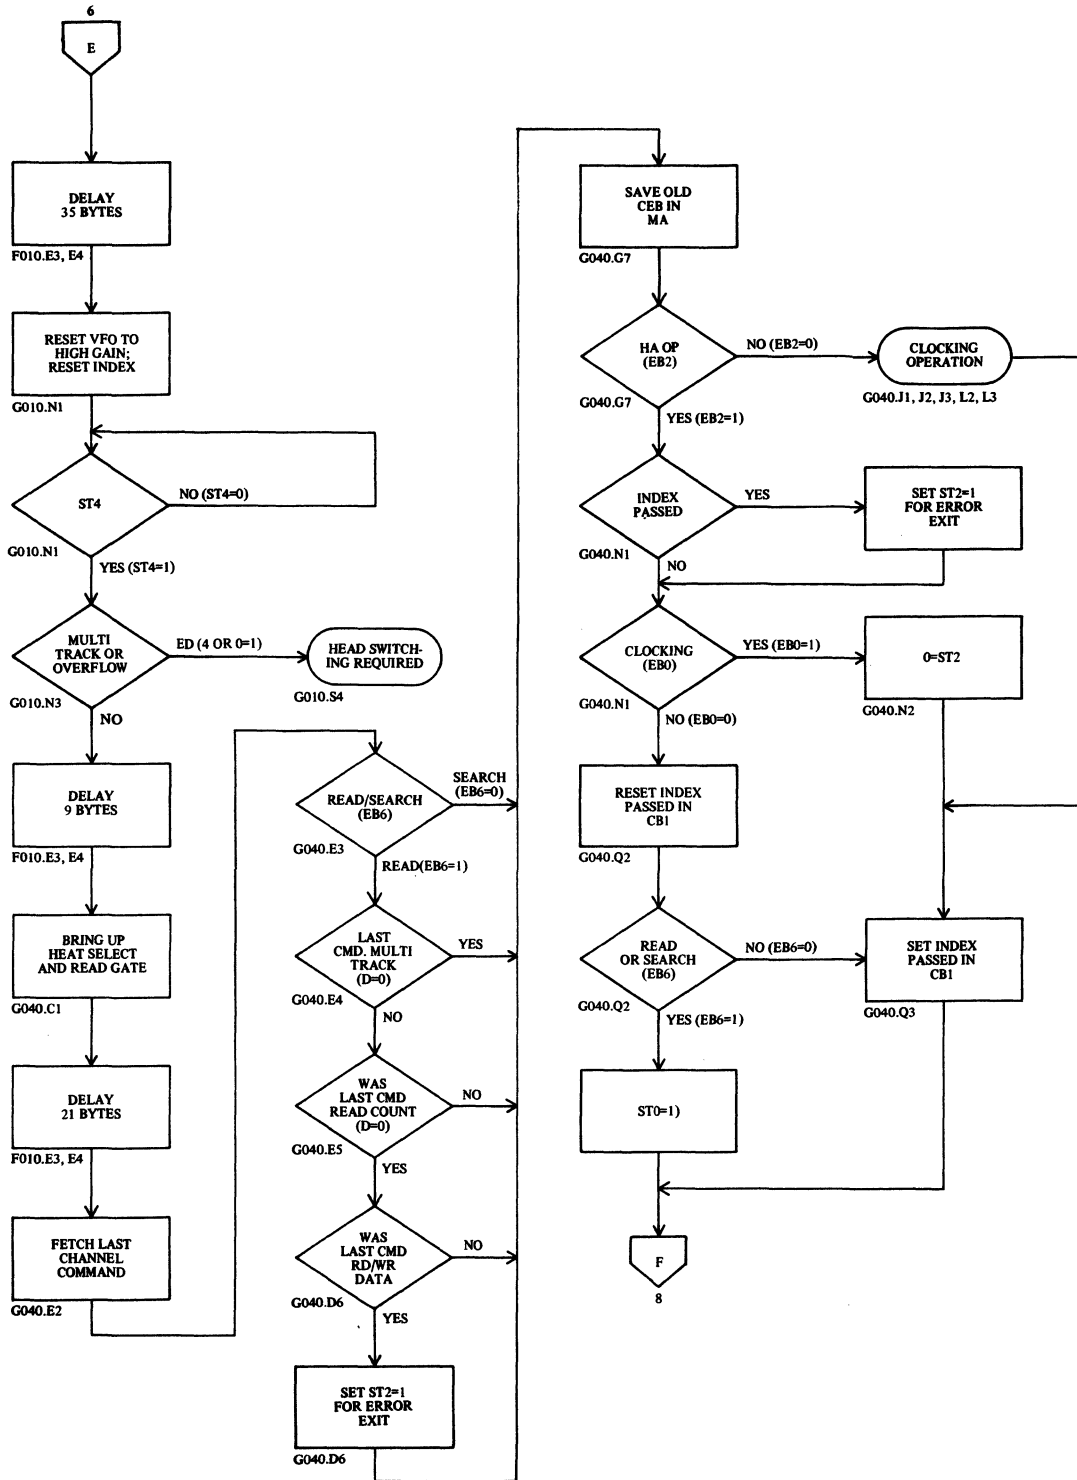 6
E
DELAY
35 BYTES
F010.E3, E4
RESET VFO TO
HIGH GAIN;
RESET INDEX
G010.N1
ST4
NO (ST4=0)
G010.N1
YES (ST4=1)
MULTI
TRACK OR
OVERFLOW
ED (4 OR 0=1)
HEAD SWITCH-
ING REQUIRED
G010.S4
G010.N3
NO
DELAY
9 BYTES
F010.E3, E4
BRING UP
HEAT SELECT
AND READ GATE
G040.C1
DELAY
21 BYTES
F010.E3, E4
FETCH LAST
CHANNEL
COMMAND
G040.E2
READ/SEARCH
(EB6)
SEARCH
(EB6=0)
G040.E3
READ(EB6=1)
LAST
CMD. MULTI
TRACK
(D=0)
YES
G040.E4
NO
WAS
LAST CMD
READ COUNT
(D=0)
NO
G040.E5
YES
WAS
LAST CMD
RD/WR
DATA
NO
G040.D6
YES
SET ST2=1
FOR ERROR
EXIT
G040.D6
SAVE OLD
CEB IN
MA
G040.G7
HA OP
(EB2)
NO (EB2=0)
CLOCKING
OPERATION
G040.J1, J2, J3, L2, L3
G040.G7
YES (EB2=1)
INDEX
PASSED
YES
SET ST2=1
FOR ERROR
EXIT
G040.N1
NO
CLOCKING
(EB0)
YES (EB0=1)
0=ST2
G040.N2
G040.N1
NO (EB0=0)
RESET INDEX
PASSED IN
CB1
G040.Q2
READ
OR SEARCH
(EB6)
NO (EB6=0)
SET INDEX
PASSED IN
CB1
G040.Q3
G040.Q2
YES (EB6=1)
ST0=1)
F
8